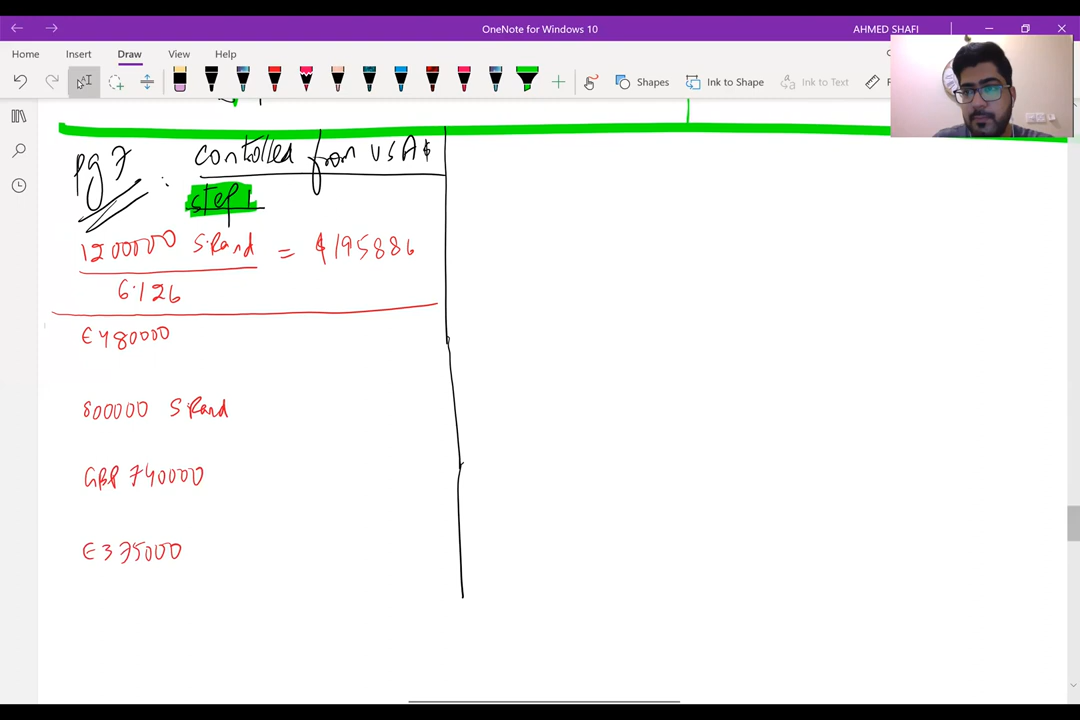 OneNote for Windows 10
AHMED SHAFI
Home Insert Draw View Help
Shapes Ink to Shape Ink to Text
pg 7 : controlled from USA $
step 1
1200000 S.Rand = $195886
6.126
€480000
800000 S.Rand
GBP 740000
€375000